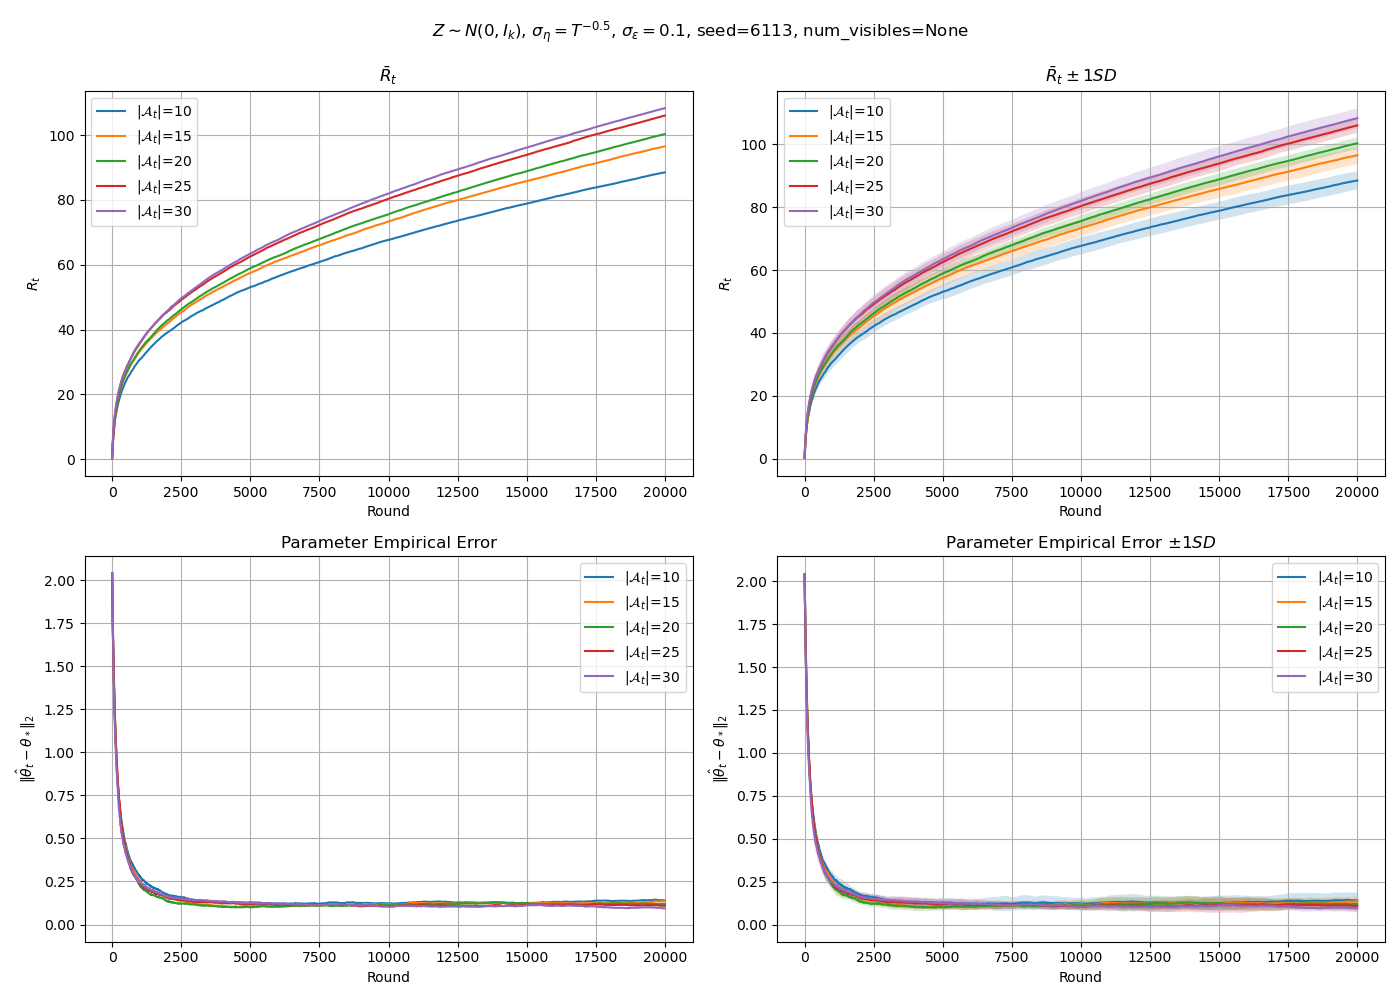 Z ∼ N(0, I_k), σ_η = T^{−0.5}, σ_ε = 0.1, seed=6113, num_visibles=None
R̄_t
|𝒜_t|=10
|𝒜_t|=15
|𝒜_t|=20
|𝒜_t|=25
|𝒜_t|=30
R_t
100
80
60
40
20
0
0 2500 5000 7500 10000 12500 15000 17500 20000
Round
R̄_t ± 1SD
|𝒜_t|=10
|𝒜_t|=15
|𝒜_t|=20
|𝒜_t|=25
|𝒜_t|=30
R_t
100
80
60
40
20
0
0 2500 5000 7500 10000 12500 15000 17500 20000
Round
Parameter Empirical Error
|𝒜_t|=10
|𝒜_t|=15
|𝒜_t|=20
|𝒜_t|=25
|𝒜_t|=30
‖θ̂_t − θ_*‖_2
2.00
1.75
1.50
1.25
1.00
0.75
0.50
0.25
0.00
0 2500 5000 7500 10000 12500 15000 17500 20000
Round
Parameter Empirical Error ±1SD
|𝒜_t|=10
|𝒜_t|=15
|𝒜_t|=20
|𝒜_t|=25
|𝒜_t|=30
‖θ̂_t − θ_*‖_2
2.00
1.75
1.50
1.25
1.00
0.75
0.50
0.25
0.00
0 2500 5000 7500 10000 12500 15000 17500 20000
Round